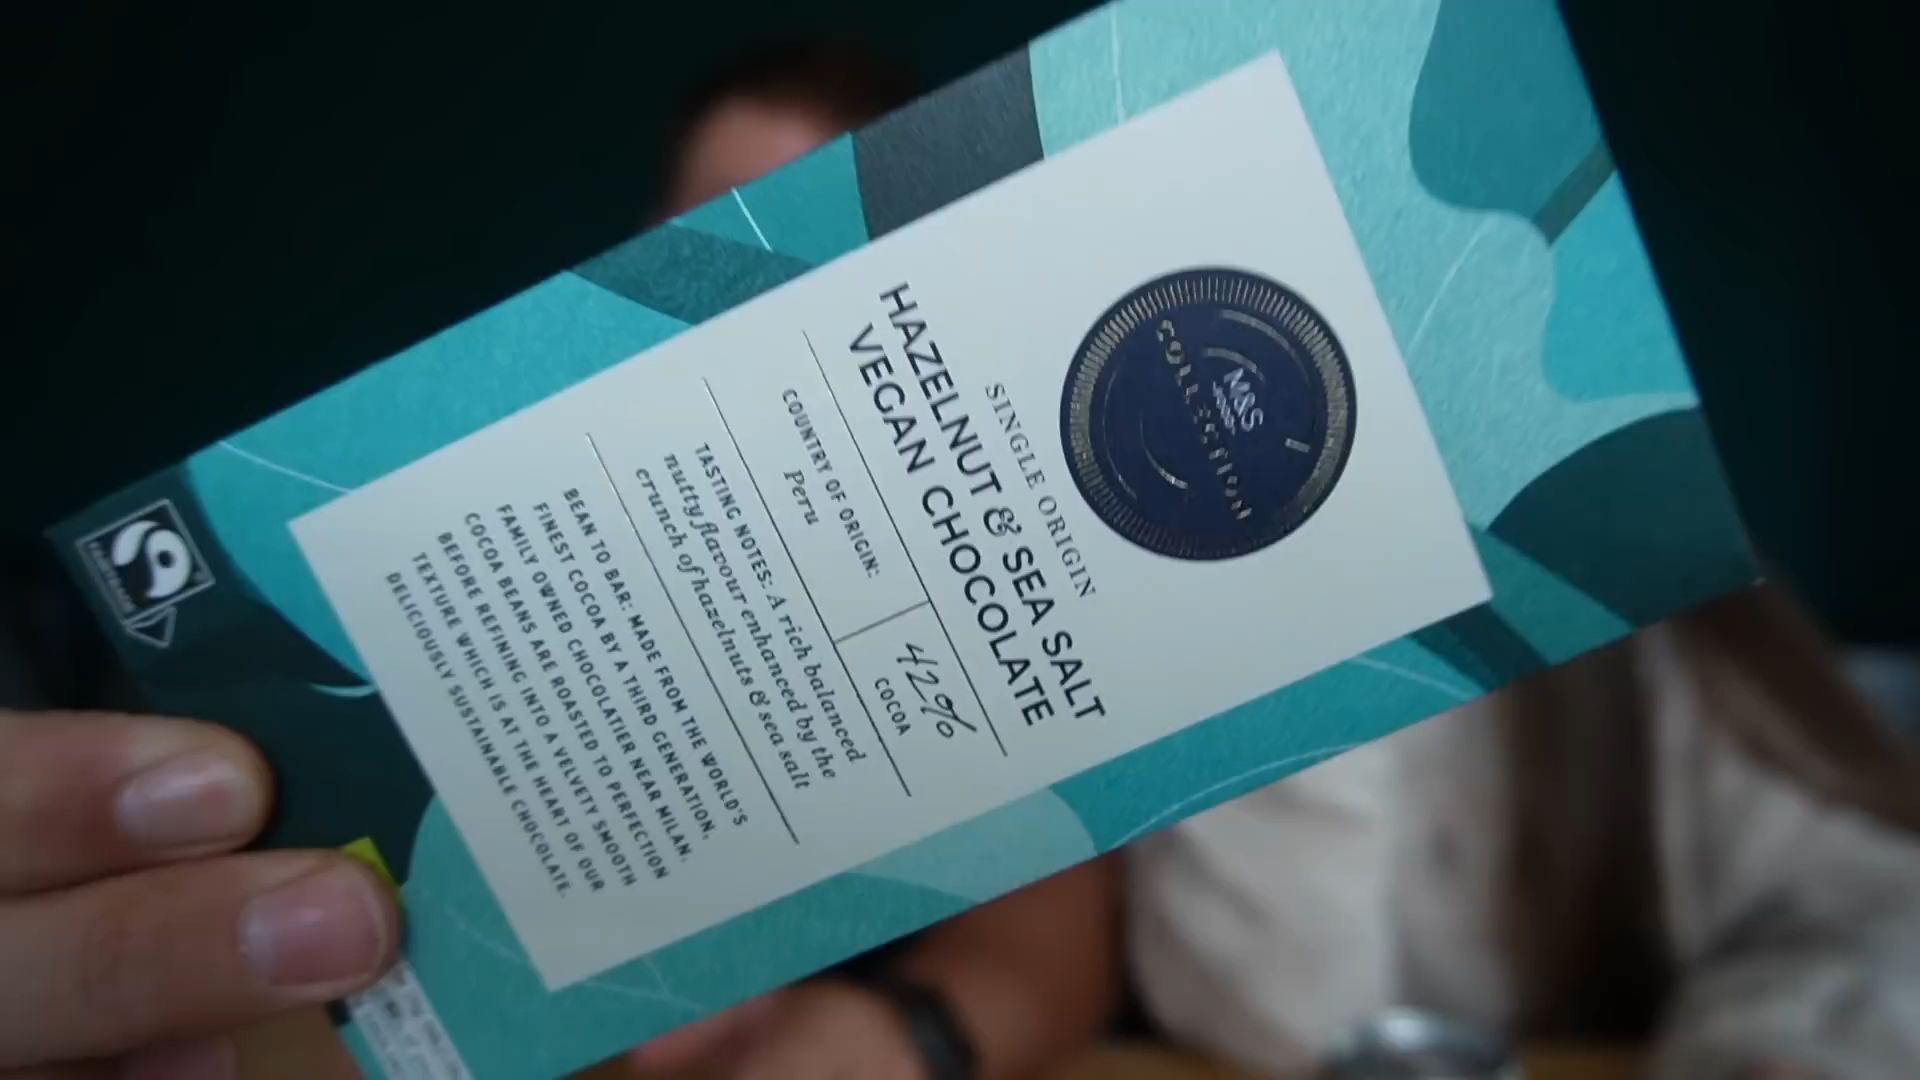 M&S
COLLECTION
SINGLE ORIGIN
HAZELNUT & SEA SALT
VEGAN CHOCOLATE
COUNTRY OF ORIGIN:
Peru
42%
COCOA
TASTING NOTES: A rich balanced
nutty flavour enhanced by the
crunch of hazelnuts & sea salt
BEAN TO BAR: MADE FROM THE WORLD'S
FINEST COCOA BY A THIRD GENERATION,
FAMILY OWNED CHOCOLATIER NEAR MILAN.
COCOA BEANS ARE ROASTED TO PERFECTION
BEFORE REFINING INTO A VELVETY SMOOTH
TEXTURE WHICH IS AT THE HEART OF OUR
DELICIOUSLY SUSTAINABLE CHOCOLATE.
FAIRTRADE